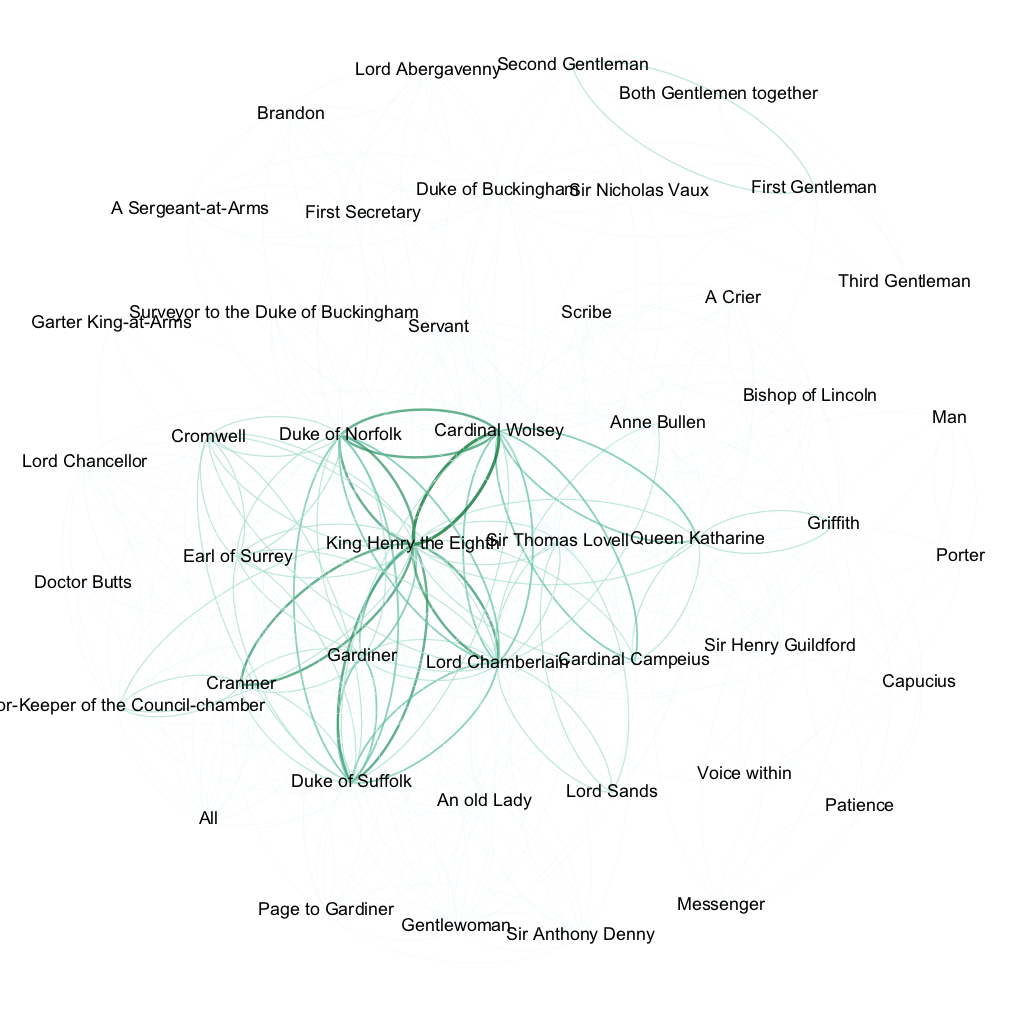 Second Gentleman
Lord Abergavenny
Both Gentlemen together
Brandon
First Gentleman
Duke of Buckingham
Sir Nicholas Vaux
A Sergeant-at-Arms
First Secretary
Third Gentleman
A Crier
Surveyor to the Duke of Buckingham
Scribe
Garter King-at-Arms
Servant
Bishop of Lincoln
Man
Anne Bullen
Cardinal Wolsey
Duke of Norfolk
Cromwell
Lord Chancellor
Griffith
Queen Katharine
Sir Thomas Lovell
King Henry the Eighth
Earl of Surrey
Porter
Doctor Butts
Sir Henry Guildford
Gardiner
Cardinal Campeius
Lord Chamberlain
Capucius
Cranmer
or-Keeper of the Council-chamber
Voice within
Duke of Suffolk
Lord Sands
An old Lady
Patience
All
Messenger
Page to Gardiner
Gentlewoman
Sir Anthony Denny